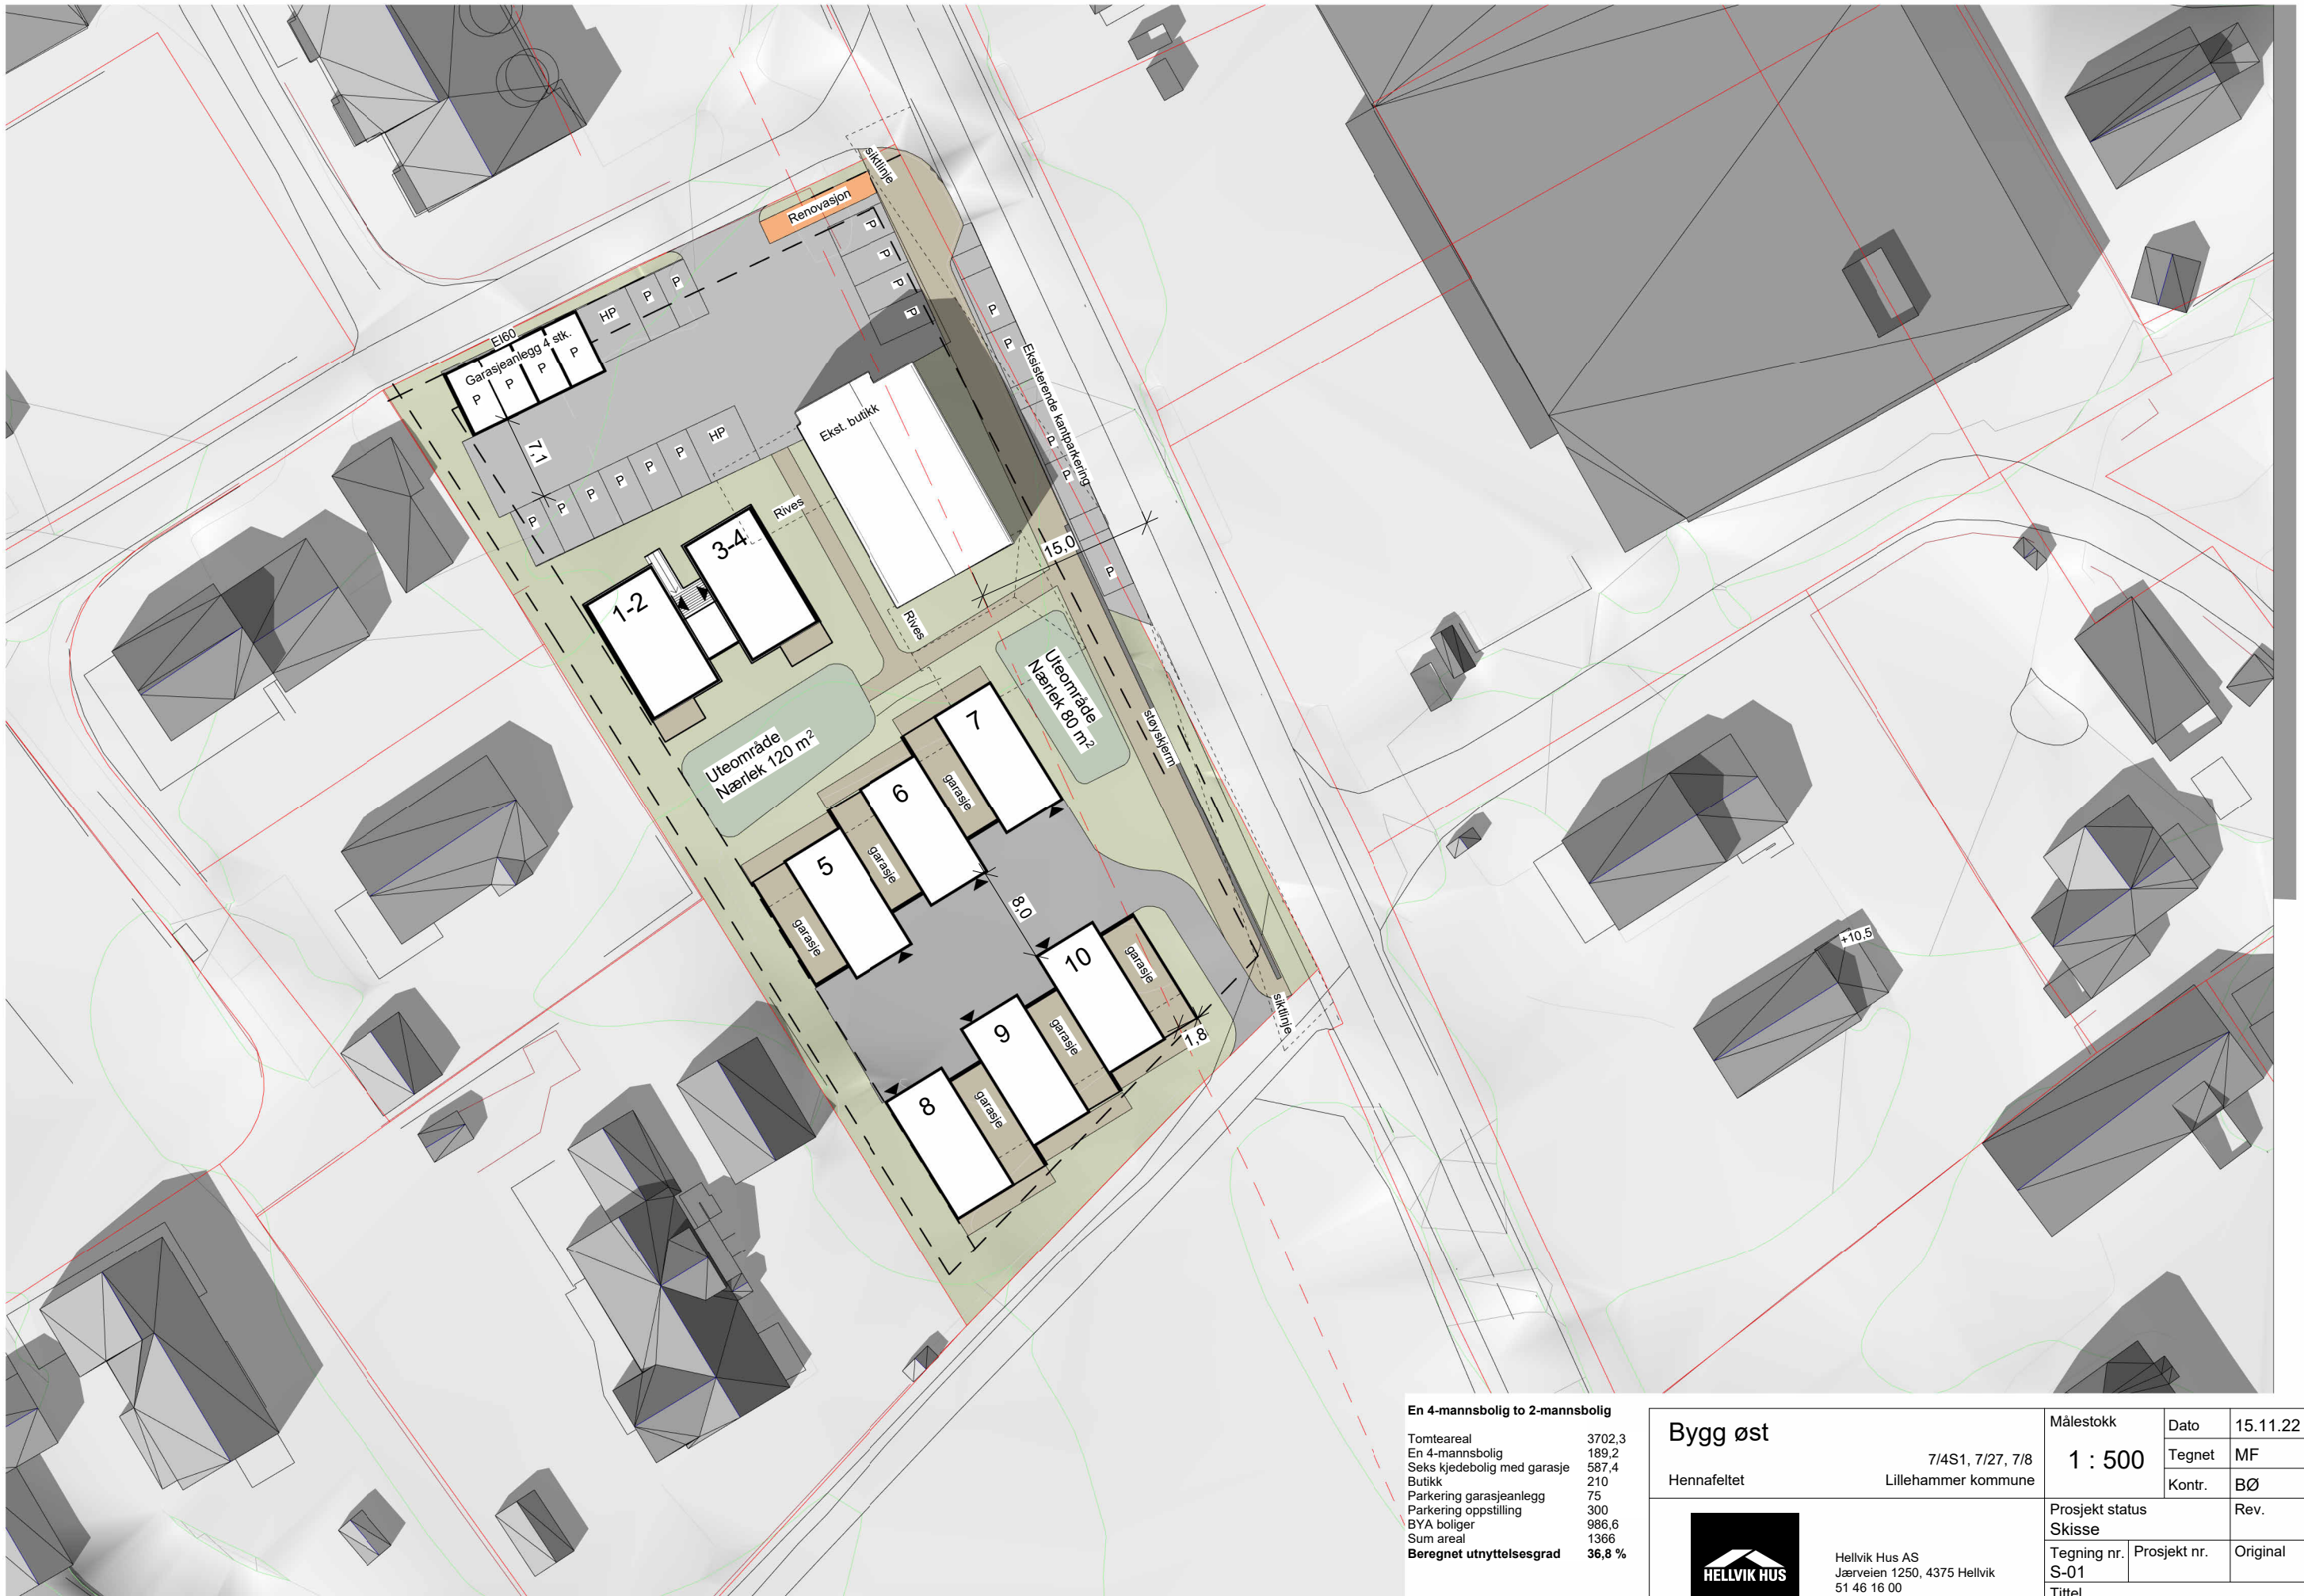 siktlinje
Renovasjon
P
P
P
P
P
P
HP
EI60
Garasjeanlegg 4 stk.
P
P
P
P
7,1
P
P
P
P
P
P
HP
Ekst. butikk
P
P
Eksisterende kantparkering
P
P
P
15,0
Rives
Rives
3-4
1-2
Uteområde
Nærlek 120 m²
Uteområde
Nærlek 80 m²
støyskjerm
7
garasje
6
garasje
5
garasje
8,0
10
garasje
9
garasje
8
garasje
1,8
siktlinje
+10,5
En 4-mannsbolig to 2-mannsbolig
Tomteareal 3702,3
En 4-mannsbolig 189,2
Seks kjedebolig med garasje 587,4
Butikk 210
Parkering garasjeanlegg 75
Parkering oppstilling 300
BYA boliger 986,6
Sum areal 1366
Beregnet utnyttelsesgrad 36,8 %
Bygg øst
7/4S1, 7/27, 7/8
Hennafeltet Lillehammer kommune
Målestokk
1 : 500
Dato 15.11.22
Tegnet MF
Kontr. BØ
Prosjekt status
Skisse
Rev.
Tegning nr.
S-01
Prosjekt nr.
Original
Tittel
HELLVIK HUS
Hellvik Hus AS
Jærveien 1250, 4375 Hellvik
51 46 16 00